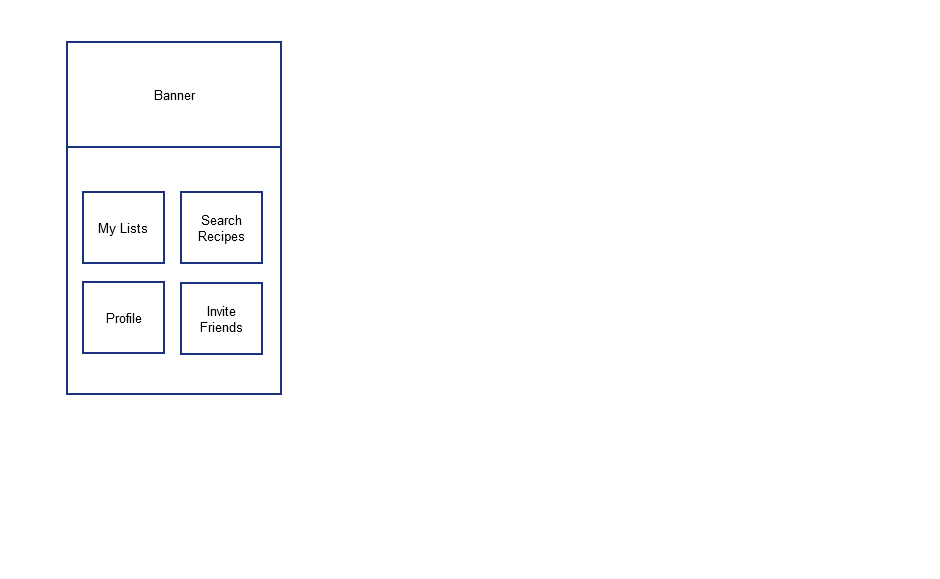 Banner
My Lists
Search
Recipes
Profile
Invite
Friends